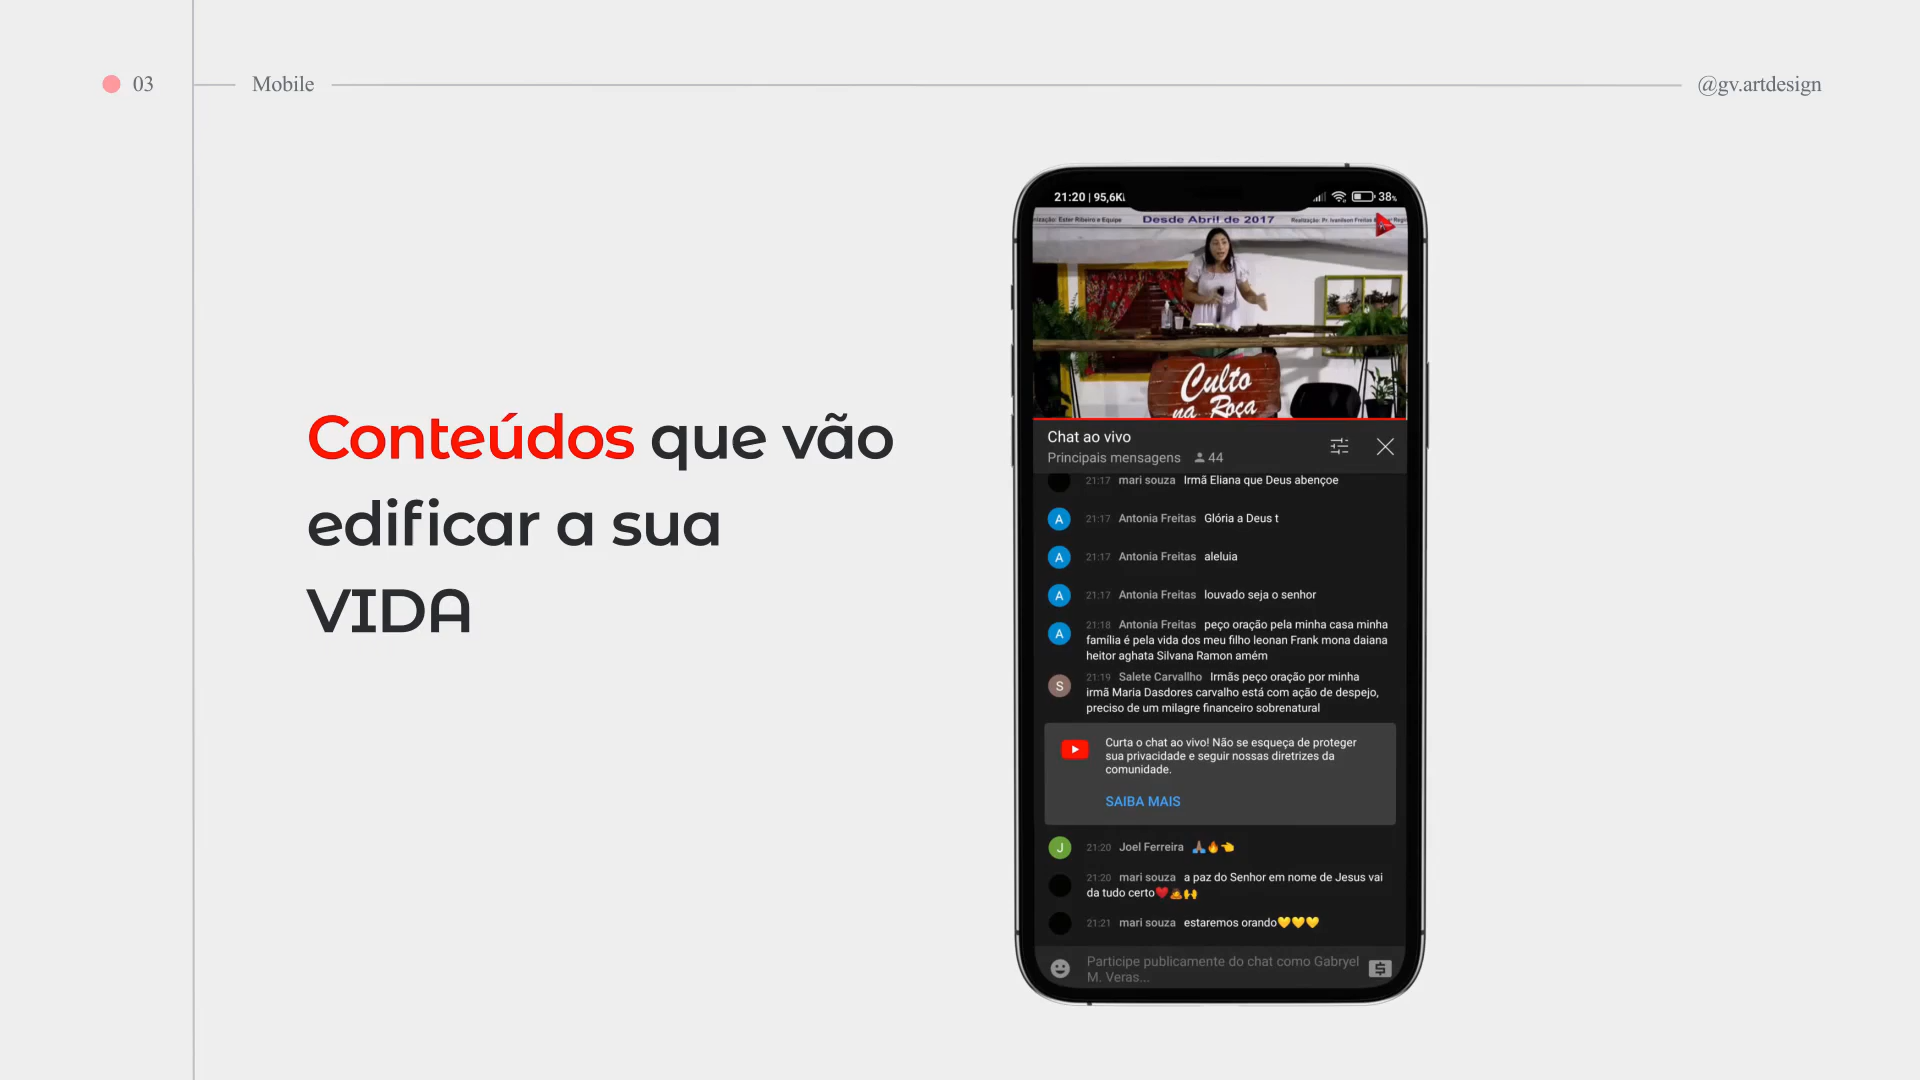 03
Mobile
@gv.artdesign
Conteúdos que vão
edificar a sua
VIDA
21:20 | 95,6K
38%
ização: Ester Ribeiro e Equipe
Desde Abril de 2017
Realização: Pr. Ivanilson Freitas
Culto
na Roça
Chat ao vivo
Principais mensagens 44
21:17 mari souza Irmã Eliana que Deus abençoe
A 21:17 Antonia Freitas Glória a Deus t
A 21:17 Antonia Freitas aleluia
A 21:17 Antonia Freitas louvado seja o senhor
A 21:18 Antonia Freitas peço oração pela minha casa minha
família é pela vida dos meu filho leonan Frank mona daiana
heitor aghata Silvana Ramon amém
S 21:19 Salete Carvallho Irmãs peço oração por minha
irmã Maria Dasdores carvalho está com ação de despejo,
preciso de um milagre financeiro sobrenatural
Curta o chat ao vivo! Não se esqueça de proteger
sua privacidade e seguir nossas diretrizes da
comunidade.
SAIBA MAIS
J 21:20 Joel Ferreira 🙏🏽🔥👈
21:20 mari souza a paz do Senhor em nome de Jesus vai
da tudo certo❤️🙇🙌
21:21 mari souza estaremos orando💛💛💛
Participe publicamente do chat como Gabryel
M. Veras...